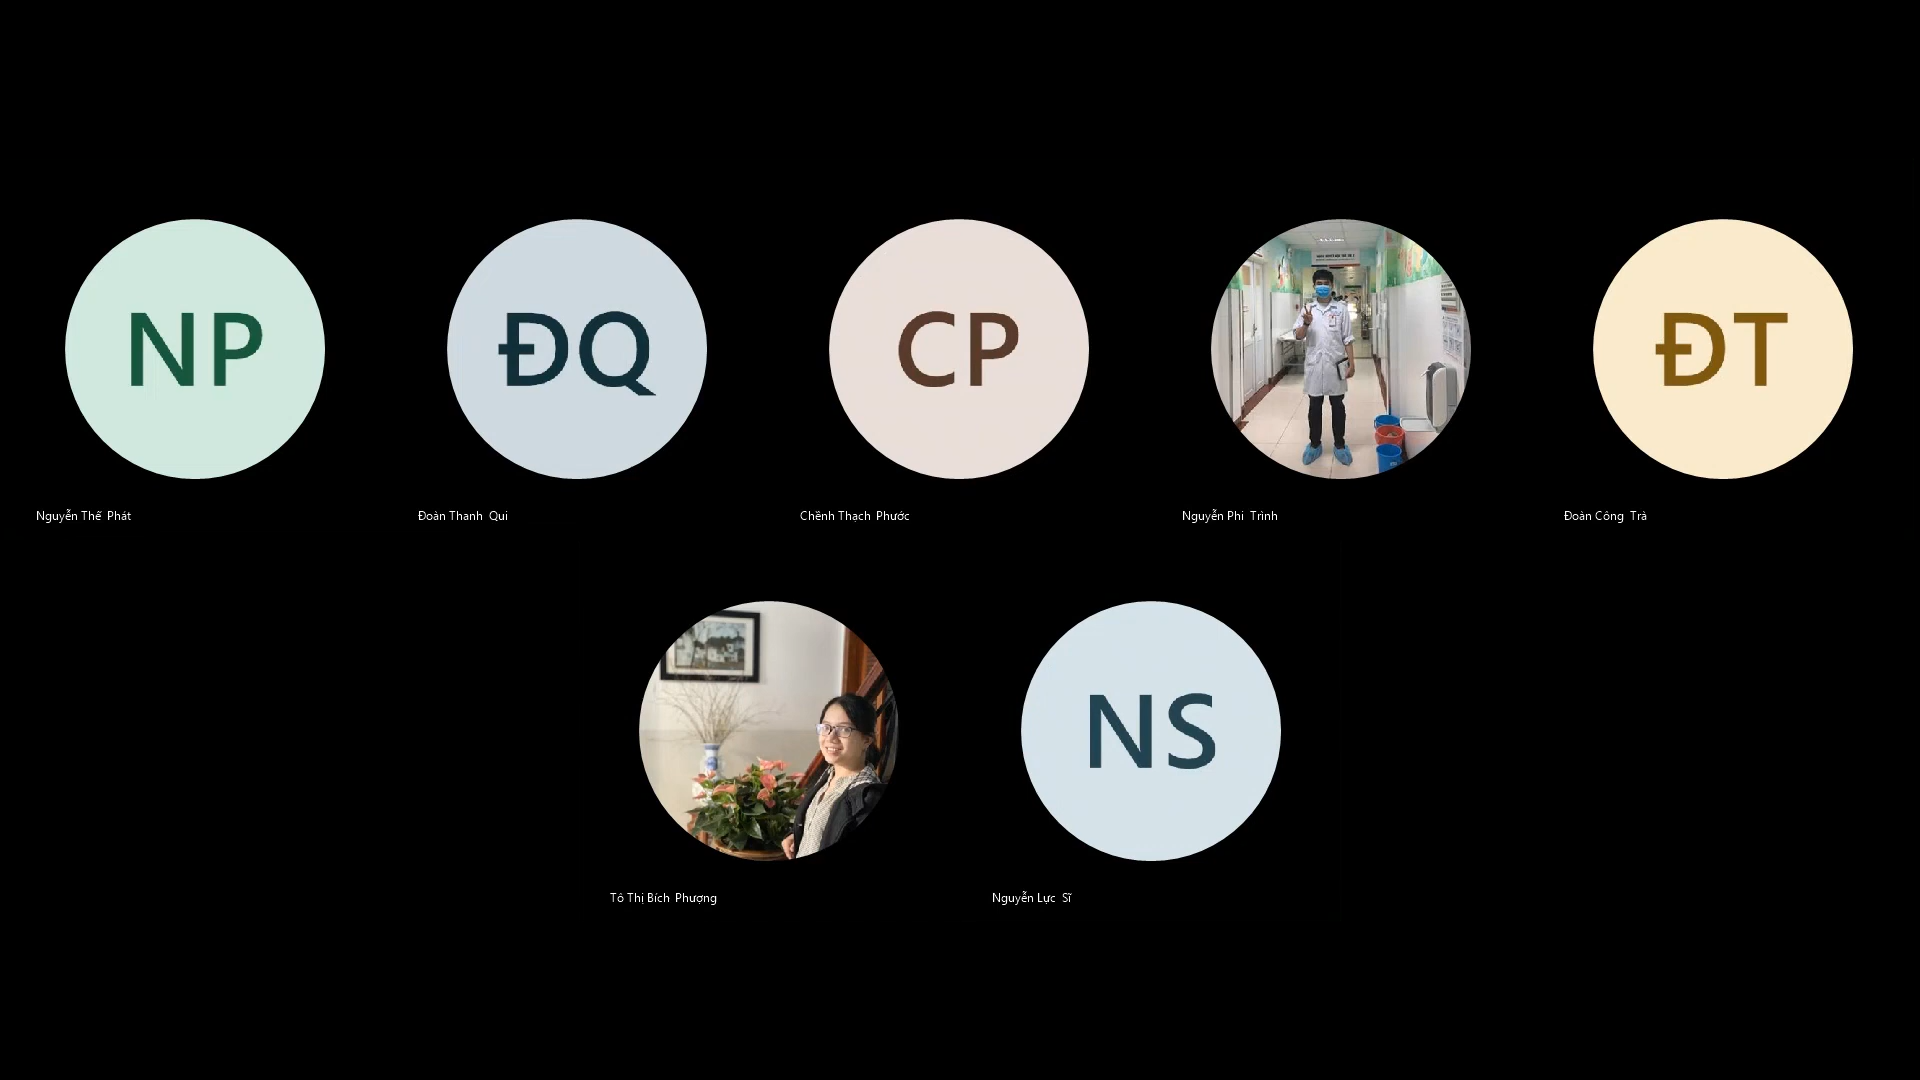 NP
ĐQ
CP
ĐT
Nguyễn Thế Phát
Đoàn Thanh Qui
Chềnh Thạch Phước
Nguyễn Phi Trình
Đoàn Công Trà
NS
Tô Thị Bích Phượng
Nguyễn Lực Sĩ